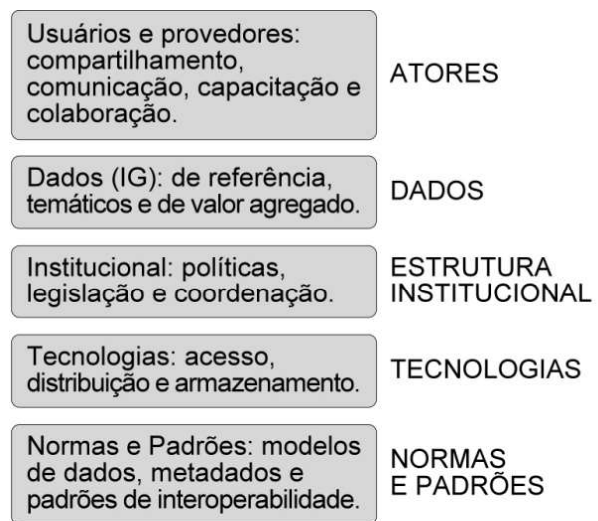 Usuários e provedores:
compartilhamento,
comunicação, capacitação e
colaboração.
ATORES
Dados (IG): de referência,
temáticos e de valor agregado.
DADOS
Institucional: políticas,
legislação e coordenação.
ESTRUTURA
INSTITUCIONAL
Tecnologias: acesso,
distribuição e armazenamento.
TECNOLOGIAS
Normas e Padrões: modelos
de dados, metadados e
padrões de interoperabilidade.
NORMAS
E PADRÕES